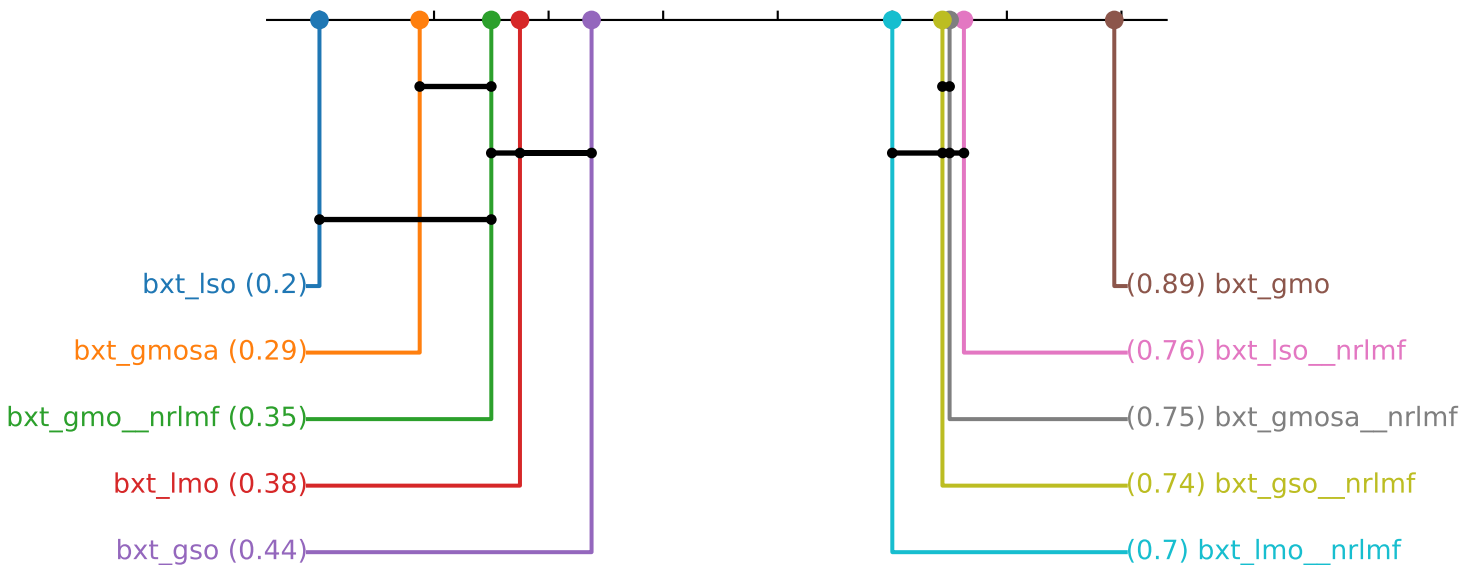 bxt_lso (0.2)
bxt_gmosa (0.29)
bxt_gmo__nrlmf (0.35)
bxt_lmo (0.38)
bxt_gso (0.44)
(0.89) bxt_gmo
(0.76) bxt_lso__nrlmf
(0.75) bxt_gmosa__nrlmf
(0.74) bxt_gso__nrlmf
(0.7) bxt_lmo__nrlmf